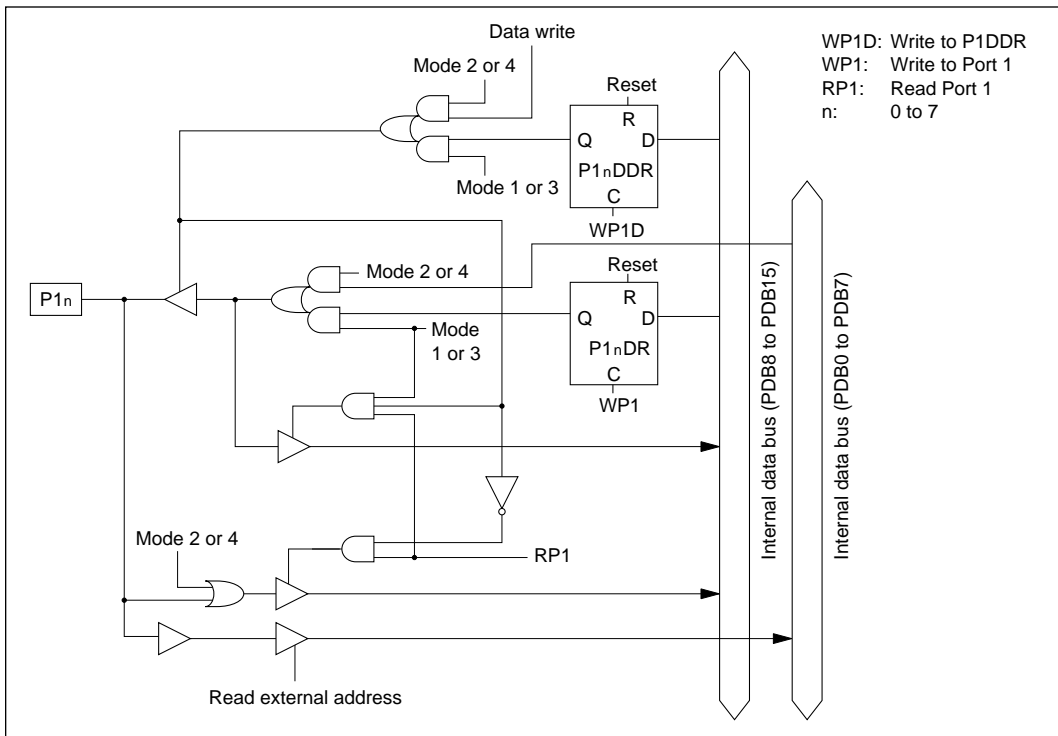 Data write
WP1D: Write to P1DDR
WP1: Write to Port 1
RP1: Read Port 1
n: 0 to 7
Mode 2 or 4
Reset
R
Q D
P1nDDR
C
Mode 1 or 3
WP1D
Mode 2 or 4
Reset
R
P1n
Q D
Mode
1 or 3
P1nDR
C
WP1
Internal data bus (PDB8 to PDB15)
Internal data bus (PDB0 to PDB7)
Mode 2 or 4
RP1
Read external address